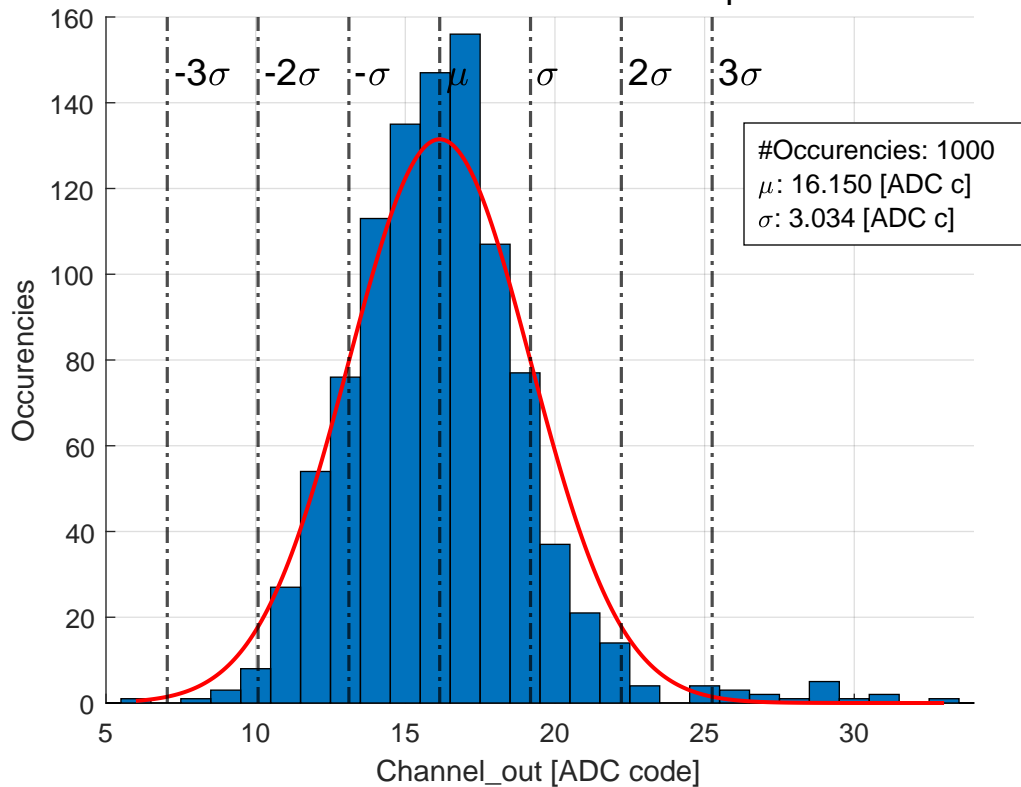 160
140
120
100
80
60
40
20
0
Occurencies
-3σ
-2σ
-σ
μ
σ
2σ
3σ
#Occurencies: 1000
μ: 16.150 [ADC c]
σ: 3.034 [ADC c]
5
10
15
20
25
30
Channel_out [ADC code]